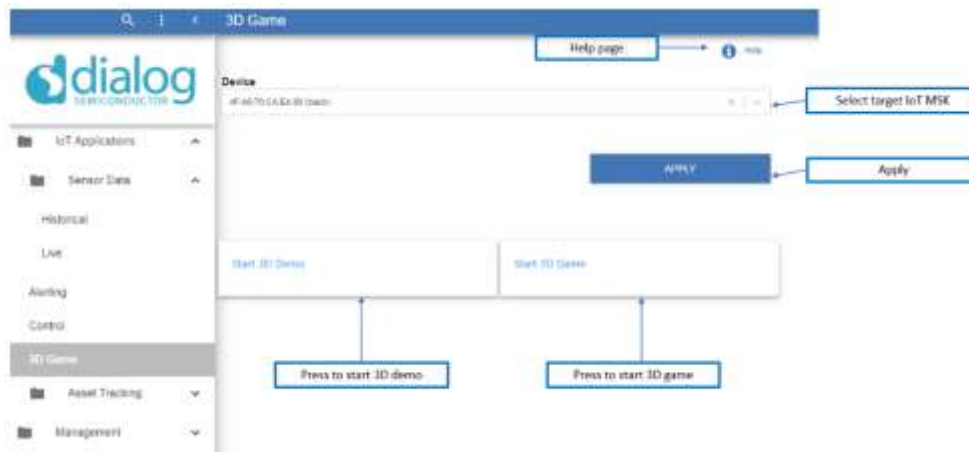 3D Game
Help page
Help
dialog
SEMICONDUCTOR
Device
Select target IoT MSK
IoT Applications
APPLY
Apply
Sensor Data
Historical
Live
Start 3D Demo
Start 3D Game
Alerting
Control
3D Game
Press to start 3D demo
Press to start 3D game
Asset Tracking
Management